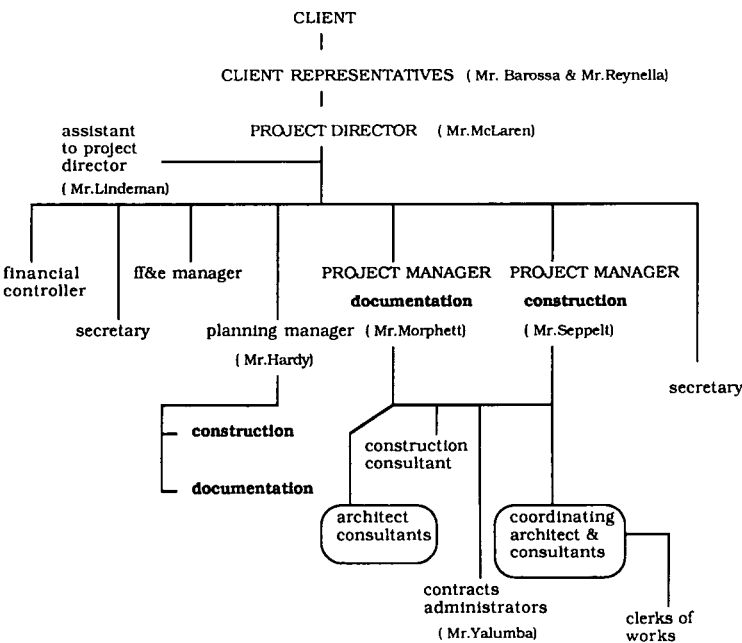 CLIENT
CLIENT REPRESENTATIVES ( Mr. Barossa & Mr.Reynella)
PROJECT DIRECTOR ( Mr.McLaren)
assistant
to project
director
( Mr.Lindeman)
financial
controller
secretary
ff&e manager
planning manager
( Mr.Hardy)
construction
documentation
PROJECT MANAGER
documentation
( Mr.Morphett)
PROJECT MANAGER
construction
( Mr.Seppelt)
secretary
architect
consultants
construction
consultant
contracts
administrators
( Mr.Yalumba)
coordinating
architect &
consultants
clerks of
works